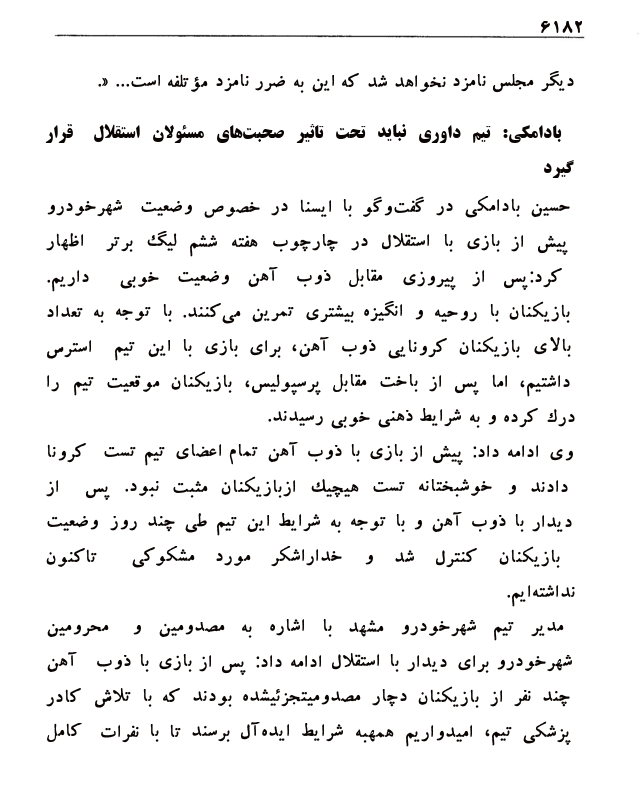 ۶۱۸۲
دیگر مجلس نامزد نخواهد شد که این به ضرر نامزد مؤتلفه است... «.
بادامکی: تیم داوری نباید تحت تاثیر صحبت‌های مسئولان استقلال قرار
گیرد
حسین بادامکی در گفت‌وگو با ایسنا در خصوص وضعیت شهرخودرو
پیش از بازی با استقلال در چارچوب هفته ششم لیگ برتر اظهار
کرد:پس از پیروزی مقابل ذوب آهن وضعیت خوبی داریم.
بازیکنان با روحیه و انگیزه بیشتری تمرین می‌کنند. با توجه به تعداد
بالای بازیکنان کرونایی ذوب آهن، برای بازی با این تیم استرس
داشتیم، اما پس از باخت مقابل پرسپولیس، بازیکنان موقعیت تیم را
درك کرده و به شرایط ذهنی خوبی رسیدند.
وی ادامه داد: پیش از بازی با ذوب آهن تمام اعضای تیم تست کرونا
دادند و خوشبختانه تست هیچیك ازبازیکنان مثبت نبود. پس از
دیدار با ذوب آهن و با توجه به شرایط این تیم طی چند روز وضعیت
بازیکنان کنترل شد و خداراشکر مورد مشکوکی تاکنون
نداشته‌ایم.
مدیر تیم شهرخودرو مشهد با اشاره به مصدومین و محرومین
شهرخودرو برای دیدار با استقلال ادامه داد: پس از بازی با ذوب آهن
چند نفر از بازیکنان دچار مصدومیتجزئیشده بودند که با تلاش کادر
پزشکی تیم، امیدواریم همهبه شرایط ایده‌آل برسند تا با نفرات کامل